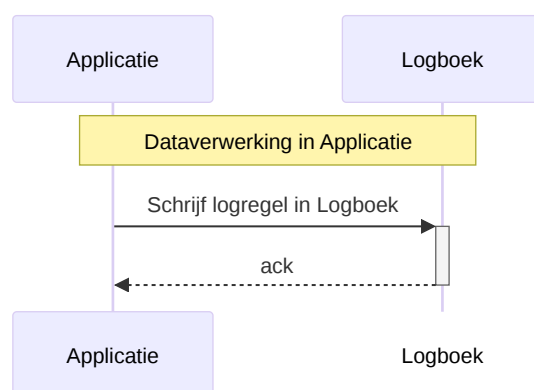 Applicatie
Logboek
Dataverwerking in Applicatie
Schrijf logregel in Logboek
ack
Applicatie
Logboek